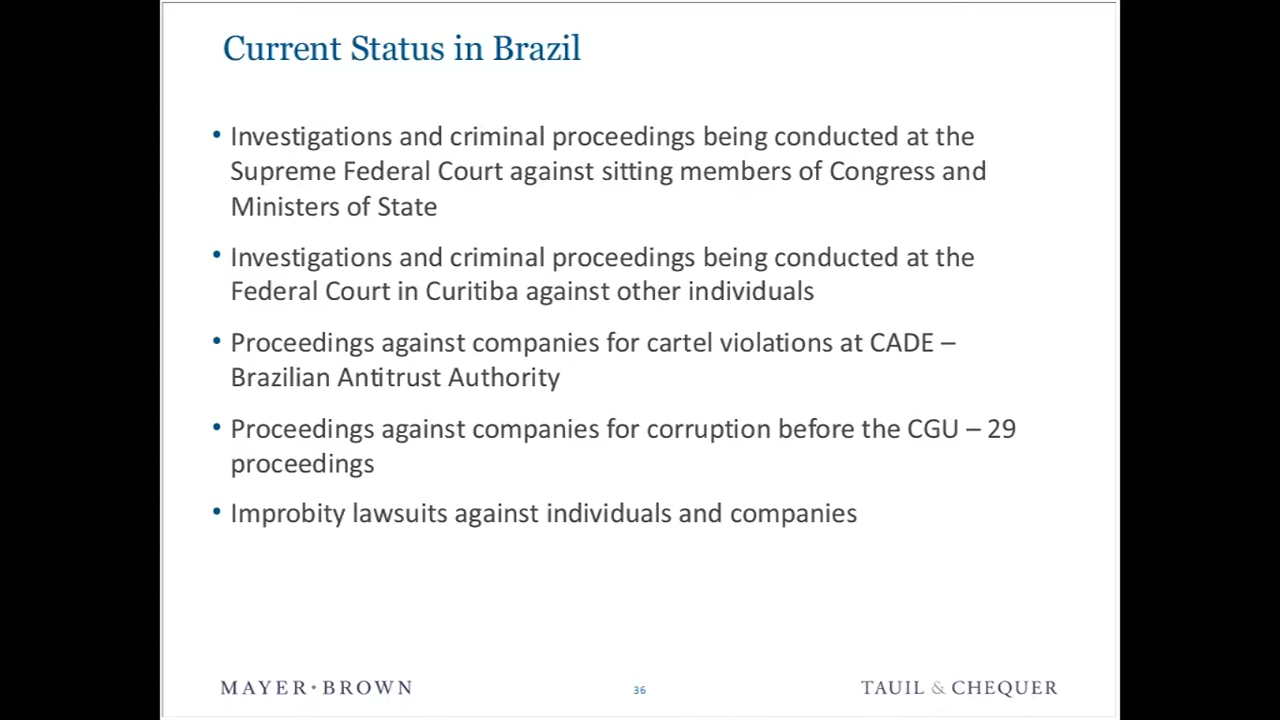 Current Status in Brazil
• Investigations and criminal proceedings being conducted at the
Supreme Federal Court against sitting members of Congress and
Ministers of State
• Investigations and criminal proceedings being conducted at the
Federal Court in Curitiba against other individuals
• Proceedings against companies for cartel violations at CADE –
Brazilian Antitrust Authority
• Proceedings against companies for corruption before the CGU – 29
proceedings
• Improbity lawsuits against individuals and companies
MAYER • BROWN
36
TAUIL & CHEQUER